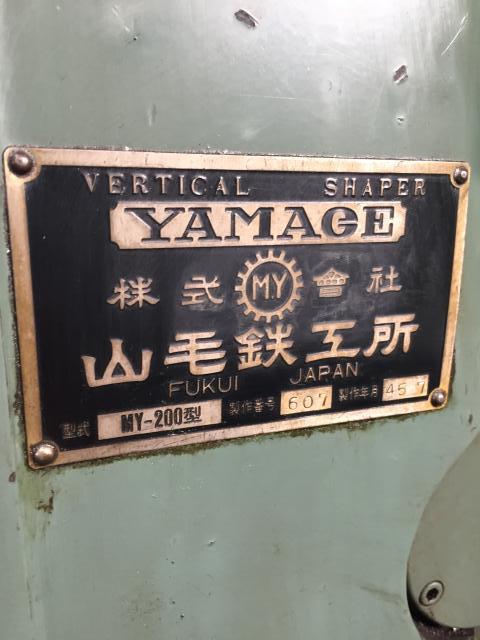 VERTICAL SHAPER
YAMAGE
株式 M.Y 會社
山毛鉄工所
FUKUI JAPAN
型式 MY-200型 製作番号 607 製作年月 45.7